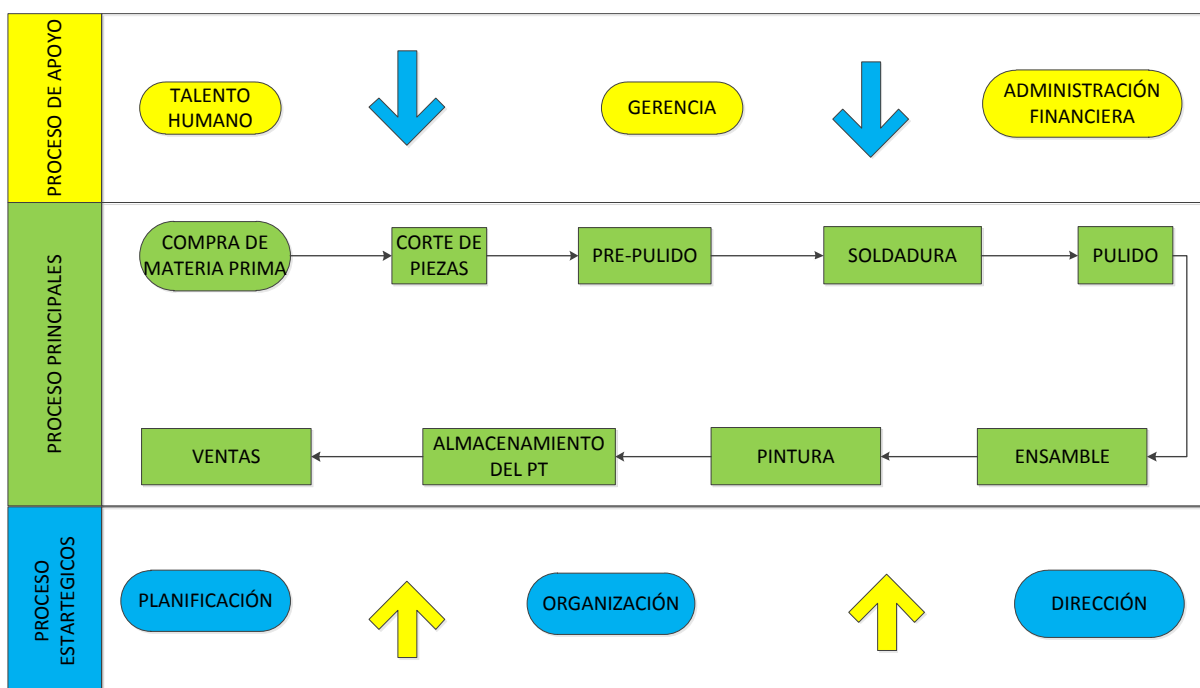 PROCESO DE APOYO
TALENTO
HUMANO
GERENCIA
ADMINISTRACIÓN
FINANCIERA
PROCESO PRINCIPALES
COMPRA DE
MATERIA PRIMA
CORTE DE
PIEZAS
PRE-PULIDO
SOLDADURA
PULIDO
VENTAS
ALMACENAMIENTO
DEL PT
PINTURA
ENSAMBLE
PROCESO
ESTARTEGICOS
PLANIFICACIÓN
ORGANIZACIÓN
DIRECCIÓN